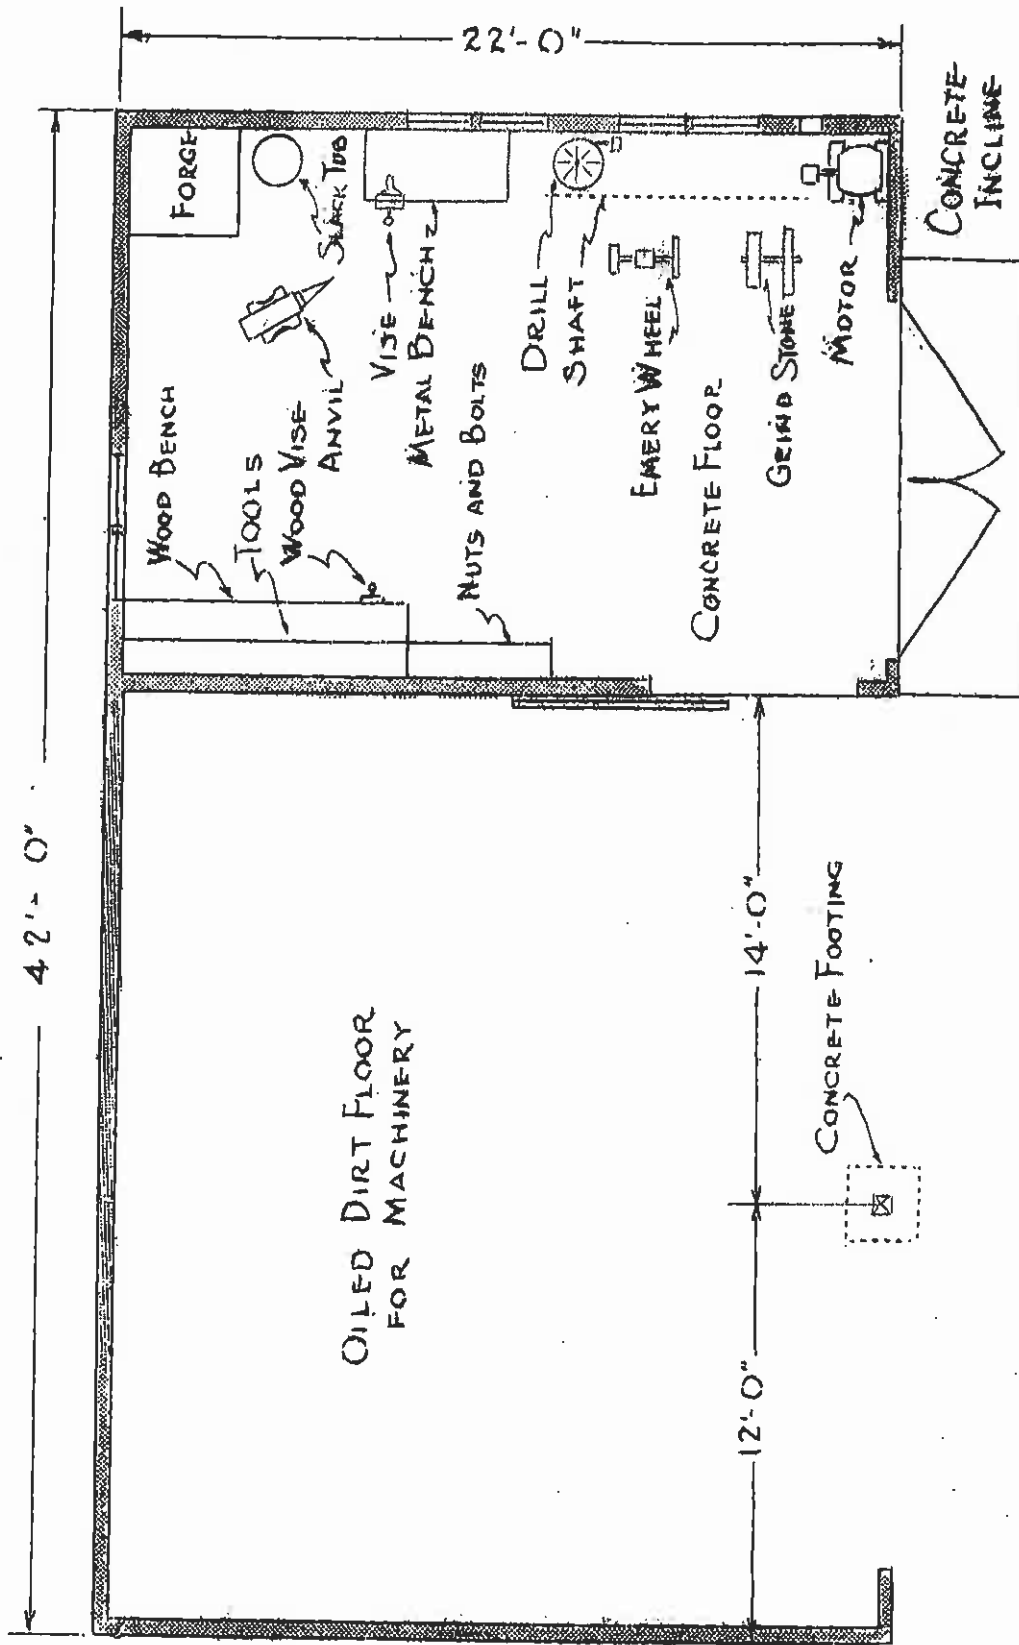 42'-0"
22'-0"
FORGE
SLACK TUB
WOOD BENCH
TOOLS
WOOD VISE
ANVIL
VISE
METAL BENCH
NUTS AND BOLTS
DRILL
SHAFT
EMERY WHEEL
CONCRETE FLOOR
GRIND STONE
MOTOR
CONCRETE
INCLINE
OILED DIRT FLOOR
FOR MACHINERY
12'-0"
14'-0"
CONCRETE FOOTING